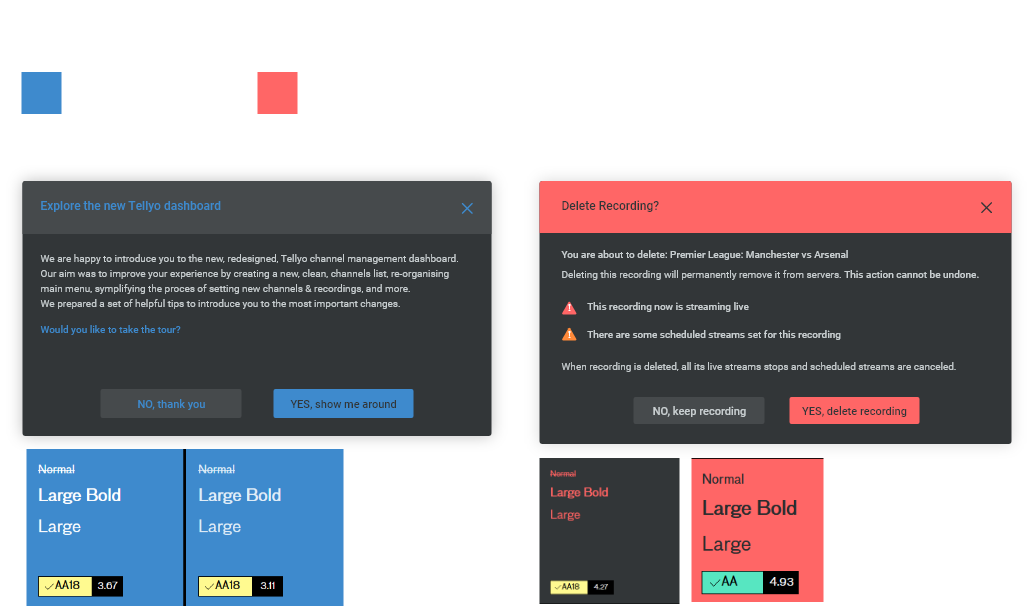 Explore the new Tellyo dashboard
We are happy to introduce you to the new, redesigned, Tellyo channel management dashboard.
Our aim was to improve your experience by creating a new, clean, channels list, re-organising
main menu, symplifying the proces of setting new channels & recordings, and more.
We prepared a set of helpful tips to introduce you to the most important changes.
Would you like to take the tour?
NO, thank you
YES, show me around
Delete Recording?
You are about to delete: Premier League: Manchester vs Arsenal
Deleting this recording will permanently remove it from servers. This action cannot be undone.
This recording now is streaming live
There are some scheduled streams set for this recording
When recording is deleted, all its live streams stops and scheduled streams are canceled.
NO, keep recording
YES, delete recording
Normal
Large Bold
Large
AA18 3.67
Normal
Large Bold
Large
AA18 3.11
Normal
Large Bold
Large
AA18 4.27
Normal
Large Bold
Large
AA 4.93